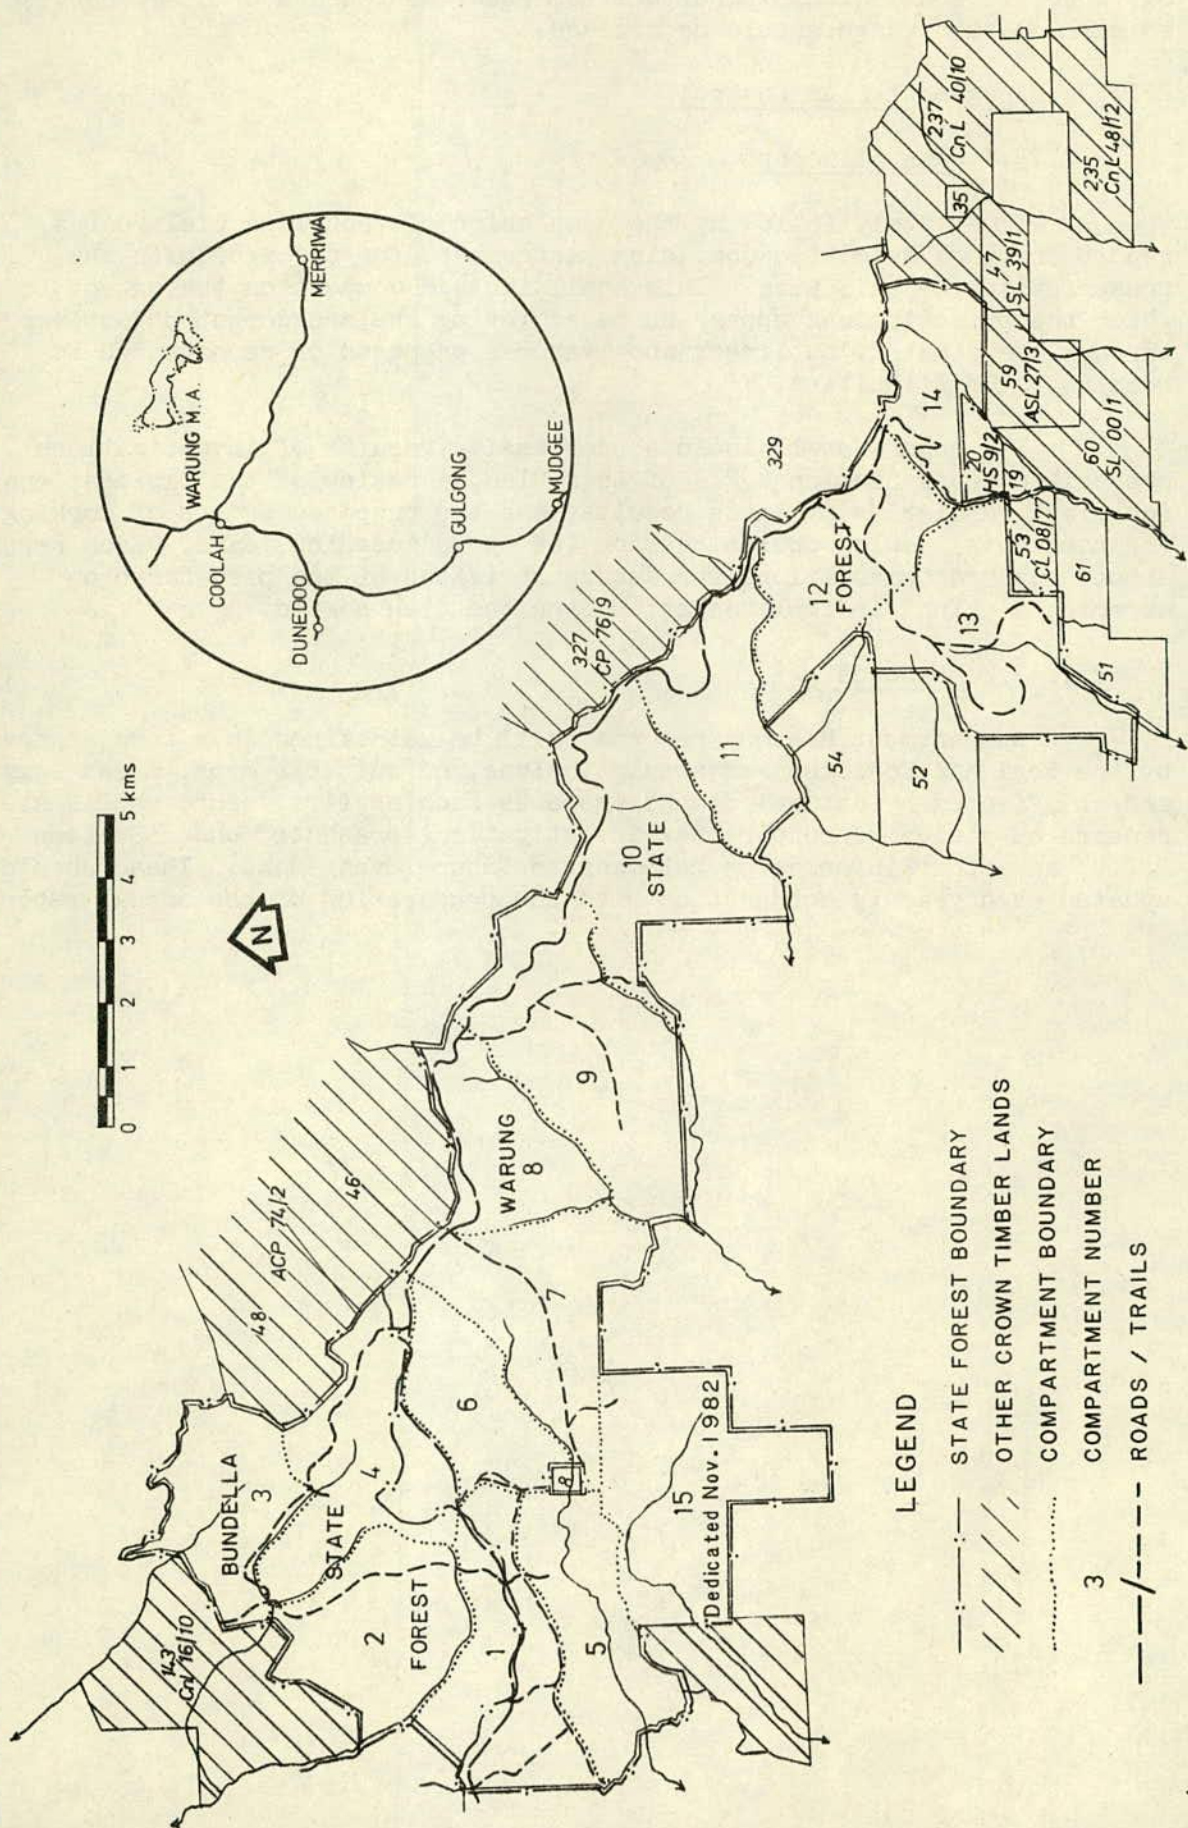 WARUNG M.A.
COOLAH
MERRIWA
DUNEDOO
GULGONG
MUDGEE
0 1 2 3 4 5 kms
N
143
CnL 16/10
BUNDELLA
3
STATE
4
2
FOREST
1
5
6
7
8
15
Dedicated Nov. 1982
48
ACP 74/2
46
WARUNG
8
9
10
STATE
11
327
CP 76/9
329
12
FOREST
54
52
13
14
20
HS 9/2
19
53
CL 08/77
61
51
59
ASL 27/3
60
SL 00/1
47
SL 39/1
35
237
CnL 40/10
235
CnL 48/12
LEGEND
STATE FOREST BOUNDARY
OTHER CROWN TIMBER LANDS
COMPARTMENT BOUNDARY
3 COMPARTMENT NUMBER
ROADS / TRAILS